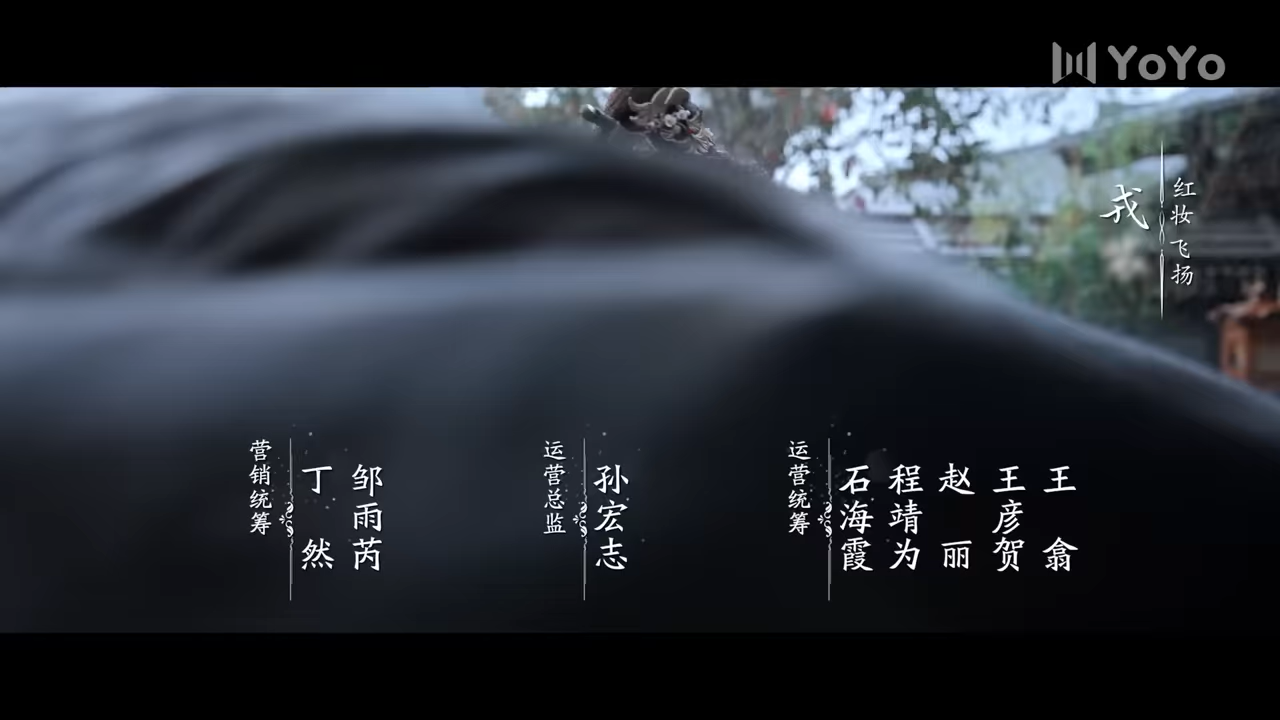 YoYo
红妆飞扬
戎
营销统筹
丁然
邹雨芮
运营总监
孙宏志
运营统筹
石海霞
程靖为
赵丽
王彦贺
王翕